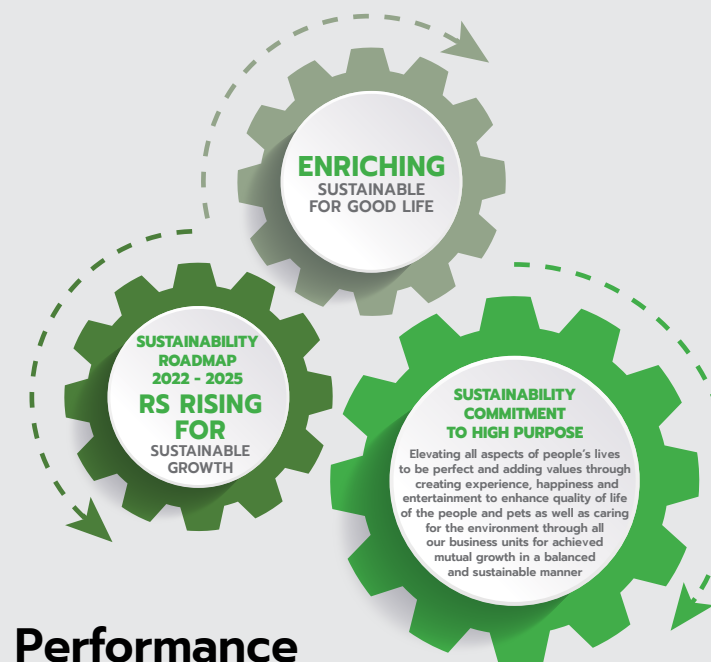 ENRICHING
SUSTAINABLE
FOR GOOD LIFE
SUSTAINABILITY
ROADMAP
2022 - 2025
RS RISING
FOR
SUSTAINABLE
GROWTH
SUSTAINABILITY
COMMITMENT
TO HIGH PURPOSE
Elevating all aspects of people's lives
to be perfect and adding values through
creating experience, happiness and
entertainment to enhance quality of life
of the people and pets as well as caring
for the environment through all
our business units for achieved
mutual growth in a balanced
and sustainable manner
Performance